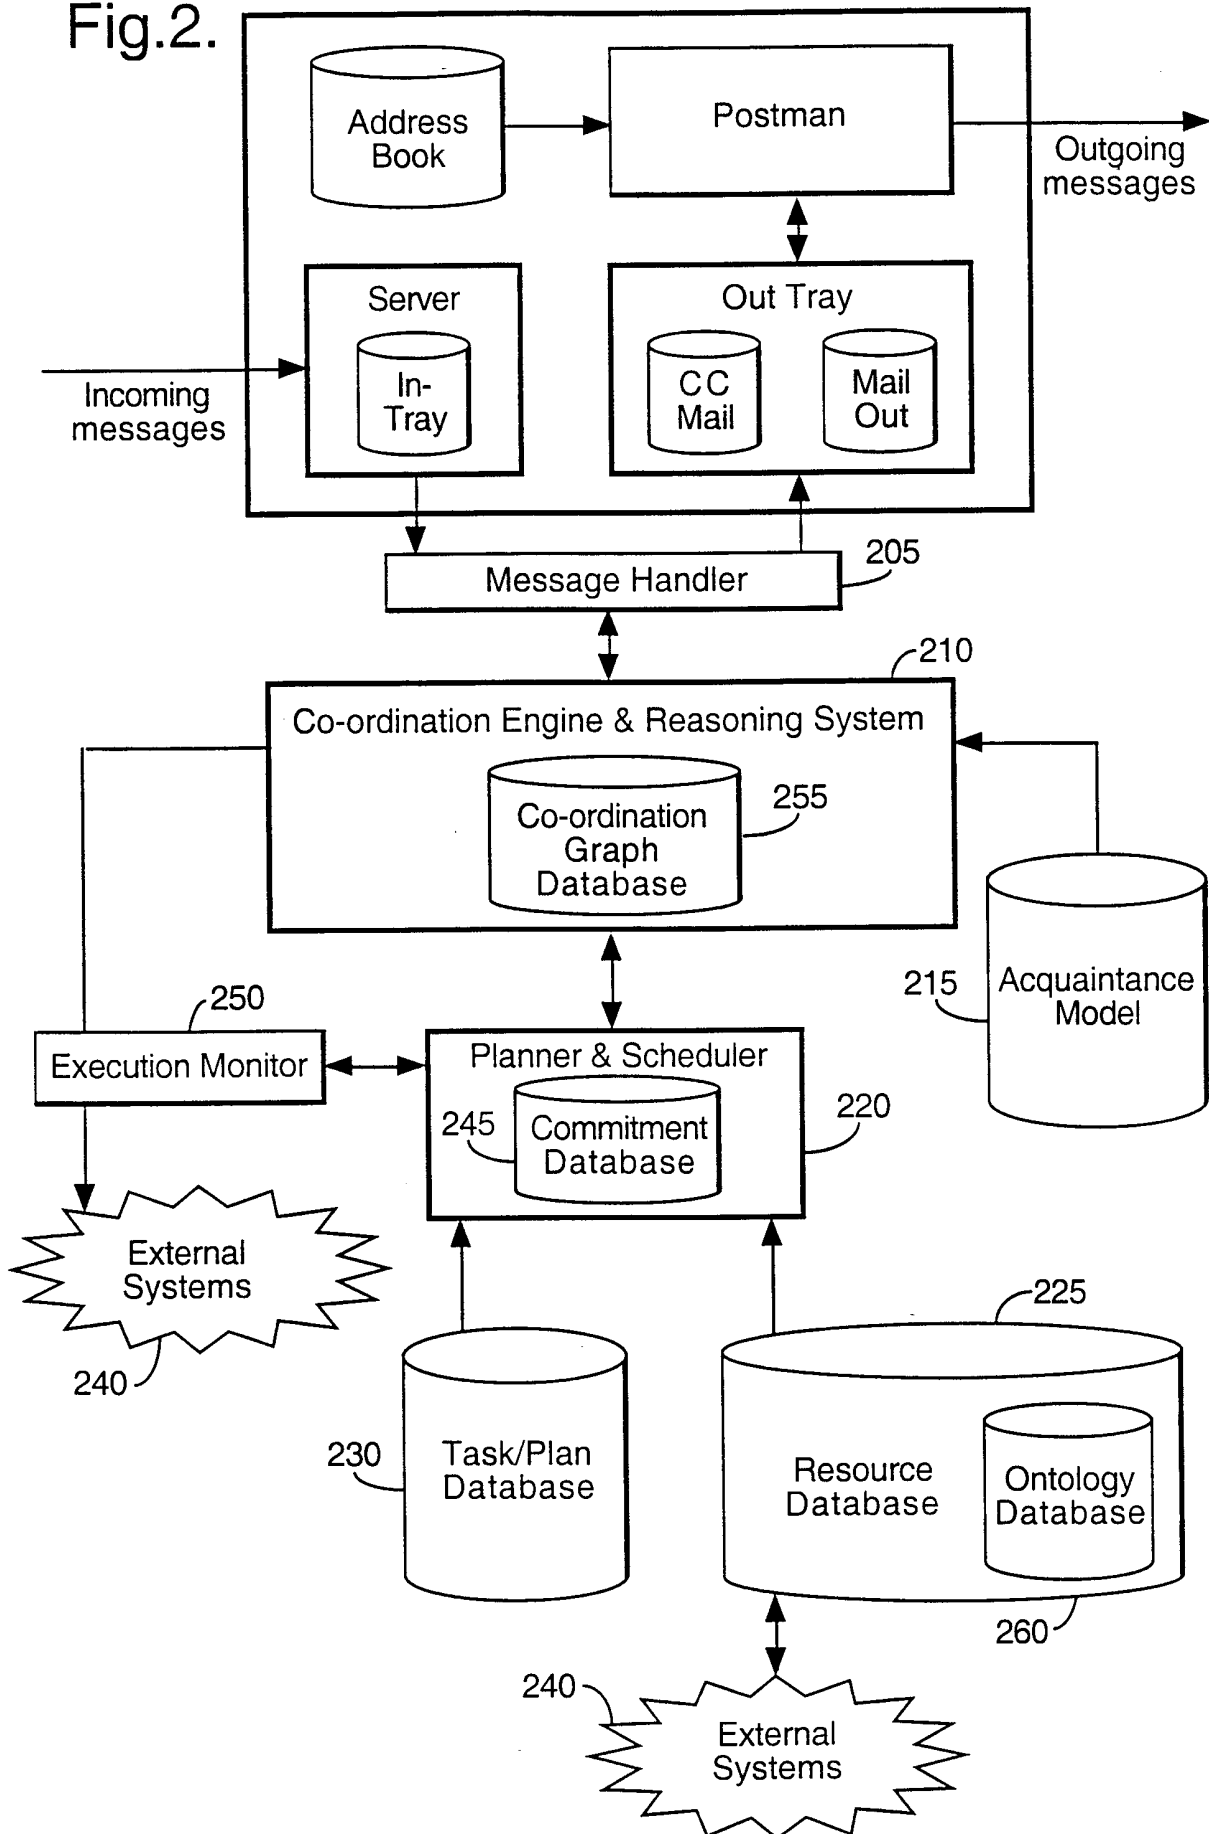 Fig.2.
Address
Book
Postman
Outgoing
messages
Server
In-
Tray
Out Tray
CC
Mail
Mail
Out
Incoming
messages
Message Handler
205
210
Co-ordination Engine & Reasoning System
Co-ordination
Graph
Database
255
215
Acquaintance
Model
250
Execution Monitor
Planner & Scheduler
245
Commitment
Database
220
External
Systems
240
225
230
Task/Plan
Database
Resource
Database
Ontology
Database
260
240
External
Systems